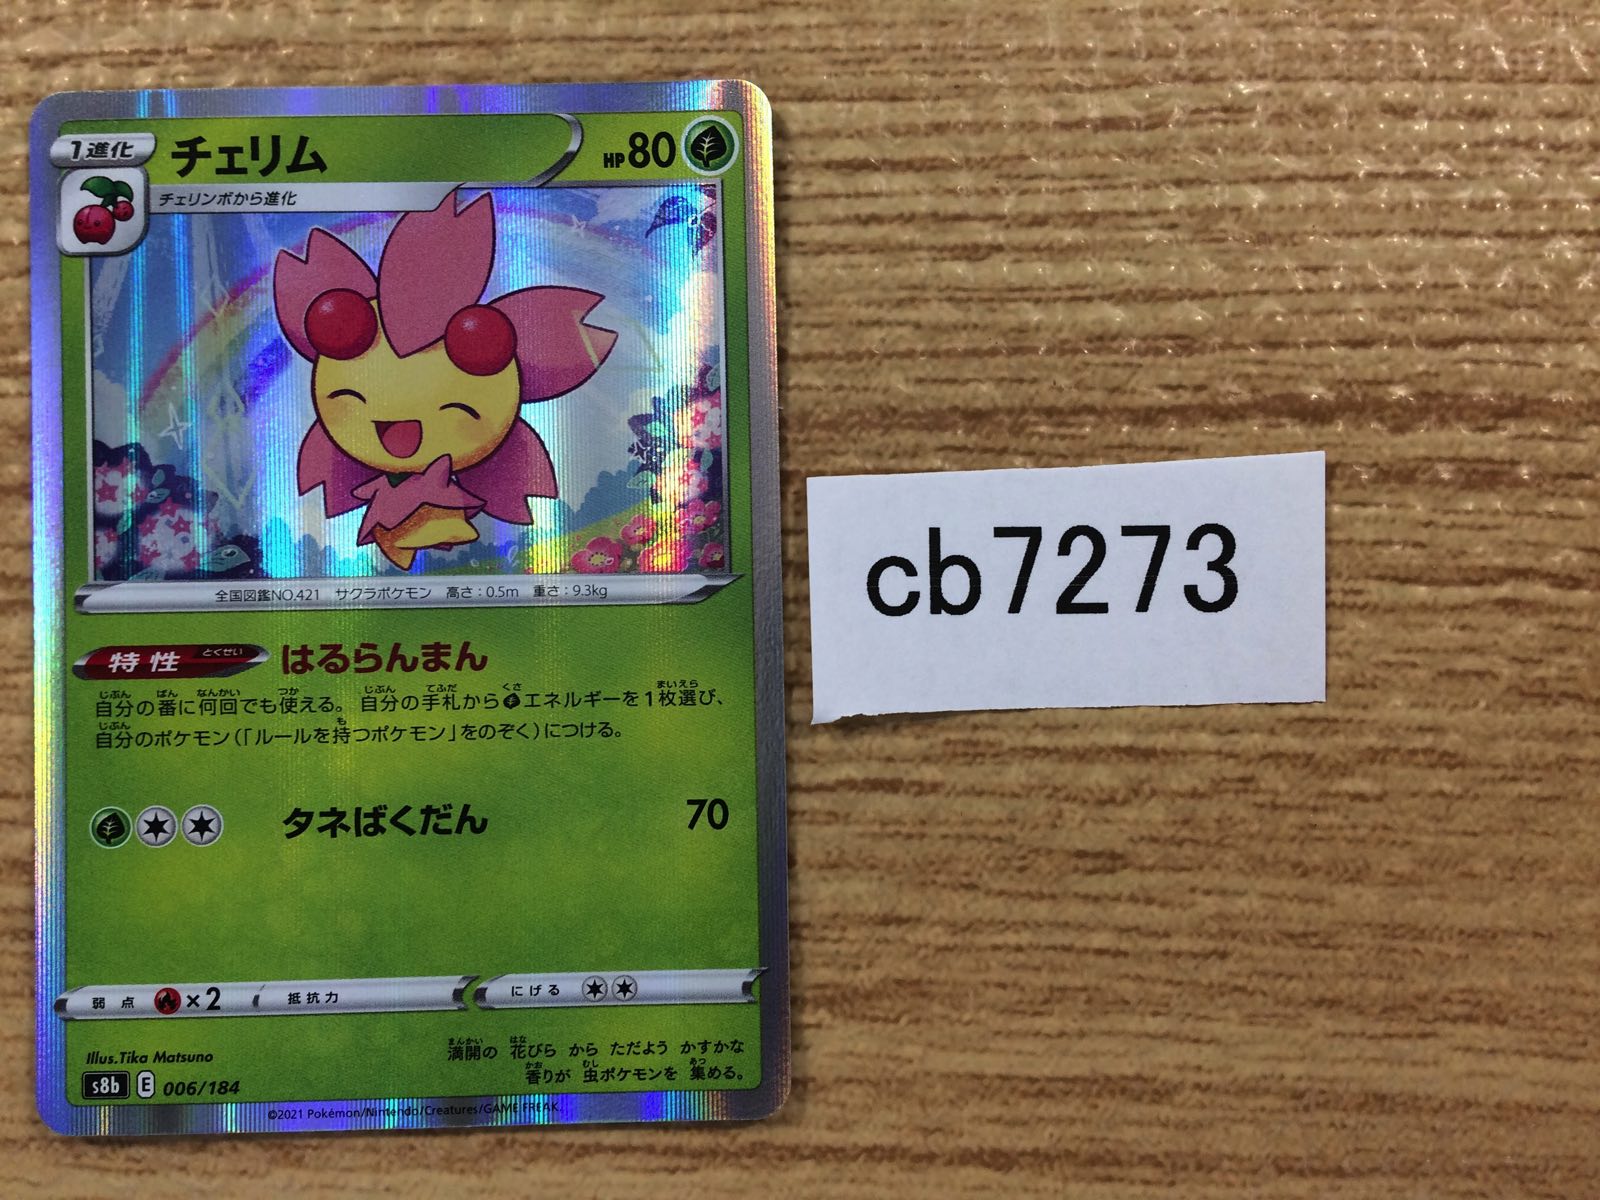 1進化
チェリム
HP80
チェリンボから進化
全国図鑑NO.421 サクラポケモン 高さ:0.5m 重さ:9.3kg
特性 とくせい はるらんまん
自分の番に何回でも使える。自分の手札からエネルギーを1枚選び、
自分のポケモン(「ルールを持つポケモン」をのぞく)につける。
タネばくだん 70
弱点 ×2 抵抗力 にげる
Illus.Tika Matsuno
満開の 花びら から ただよう かすかな
香りが 虫ポケモンを 集める。
s8b E 006/184
©2021 Pokémon/Nintendo/Creatures/GAME FREAK.
cb7273